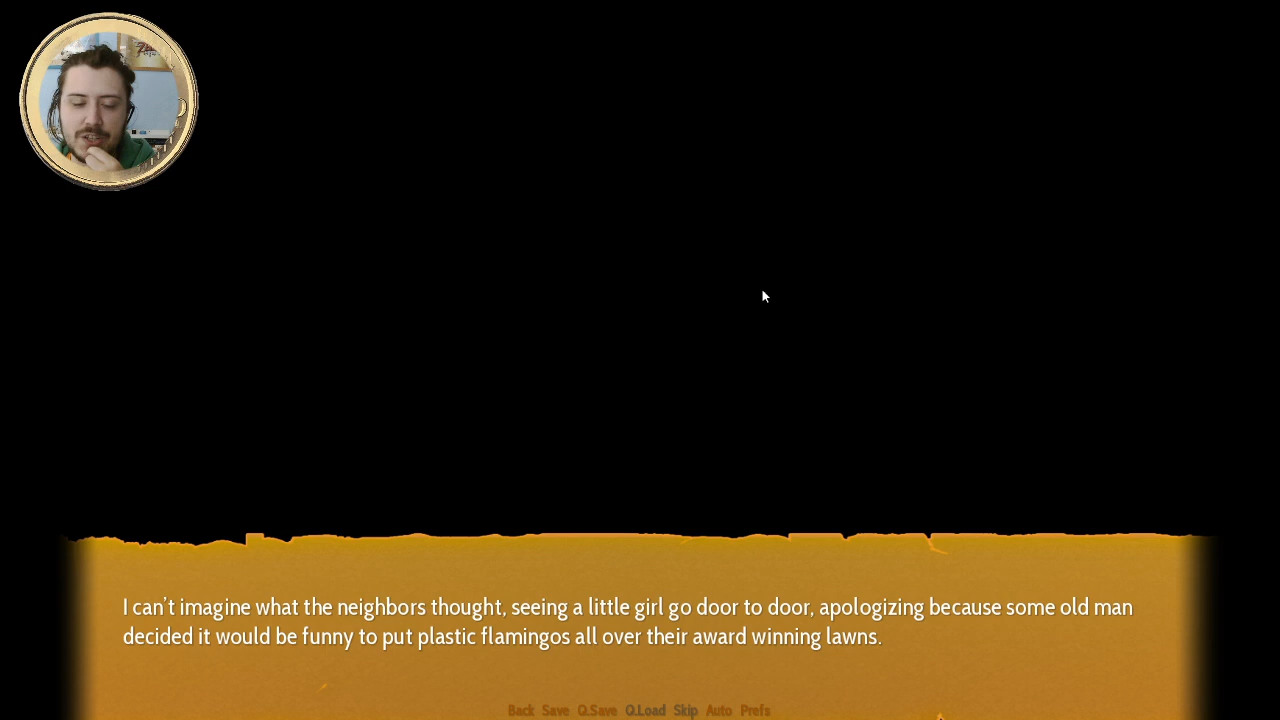 I can't imagine what the neighbors thought, seeing a little girl go door to door, apologizing because some old man
decided it would be funny to put plastic flamingos all over their award winning lawns.
Back Save Q.Save Q.Load Skip Auto Prefs